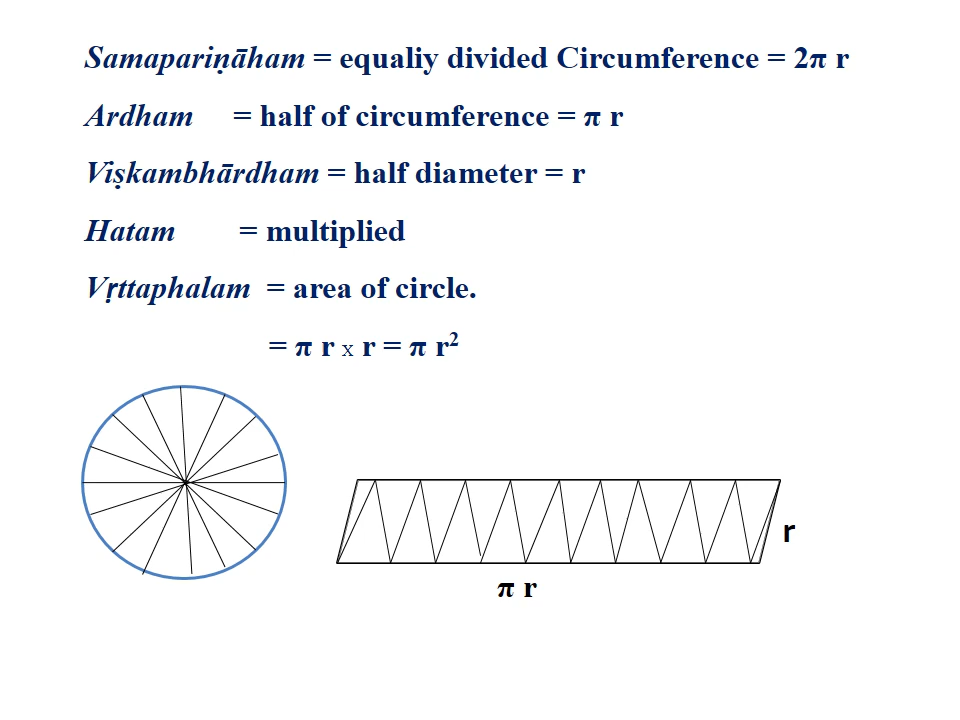 Samapariṇāham = equaliy divided Circumference = 2π r
Ardham = half of circumference = π r
Viṣkambhārdham = half diameter = r
Hatam = multiplied
Vṛttaphalam = area of circle.
= π r x r = π r²
r
π r